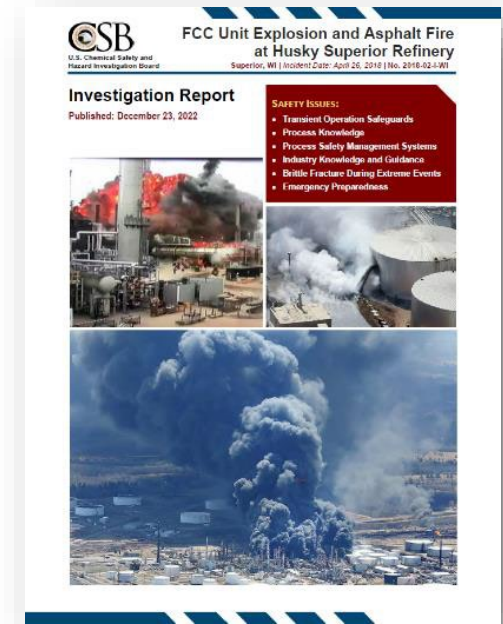 CSB
U.S. Chemical Safety and
Hazard Investigation Board
FCC Unit Explosion and Asphalt Fire
at Husky Superior Refinery
Superior, WI | Incident Date: April 26, 2018 | No. 2018-02-I-WI
Investigation Report
Published: December 23, 2022
SAFETY ISSUES:
• Transient Operation Safeguards
• Process Knowledge
• Process Safety Management Systems
• Industry Knowledge and Guidance
• Brittle Fracture During Extreme Events
• Emergency Preparedness